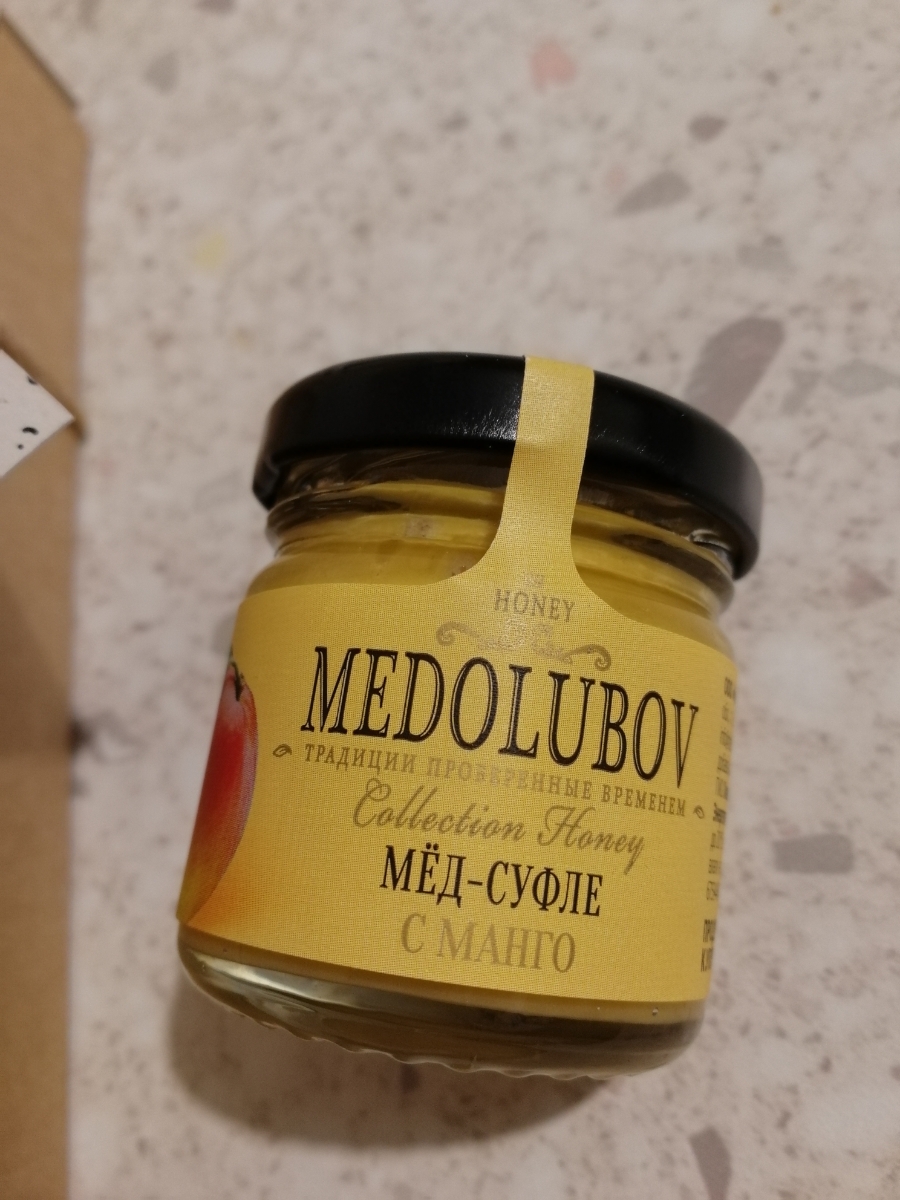 HONEY
MEDOLUBOV
ТРАДИЦИИ ПРОВЕРЕННЫЕ ВРЕМЕНЕМ
Collection Honey
МЁД-СУФЛЕ
С МАНГО